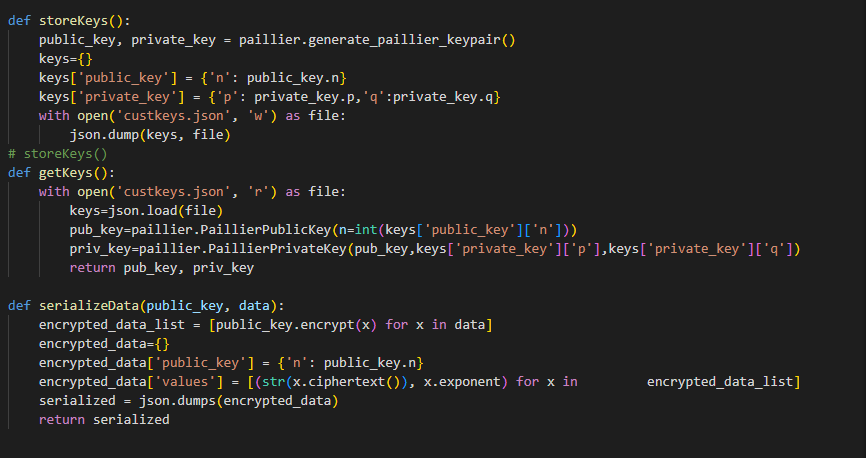 def storeKeys():
    public_key, private_key = paillier.generate_paillier_keypair()
    keys={}
    keys['public_key'] = {'n': public_key.n}
    keys['private_key'] = {'p': private_key.p,'q':private_key.q}
    with open('custkeys.json', 'w') as file:
        json.dump(keys, file)
# storeKeys()
def getKeys():
    with open('custkeys.json', 'r') as file:
        keys=json.load(file)
        pub_key=paillier.PaillierPublicKey(n=int(keys['public_key']['n']))
        priv_key=paillier.PaillierPrivateKey(pub_key,keys['private_key']['p'],keys['private_key']['q'])
        return pub_key, priv_key

def serializeData(public_key, data):
    encrypted_data_list = [public_key.encrypt(x) for x in data]
    encrypted_data={}
    encrypted_data['public_key'] = {'n': public_key.n}
    encrypted_data['values'] = [(str(x.ciphertext()), x.exponent) for x in         encrypted_data_list]
    serialized = json.dumps(encrypted_data)
    return serialized